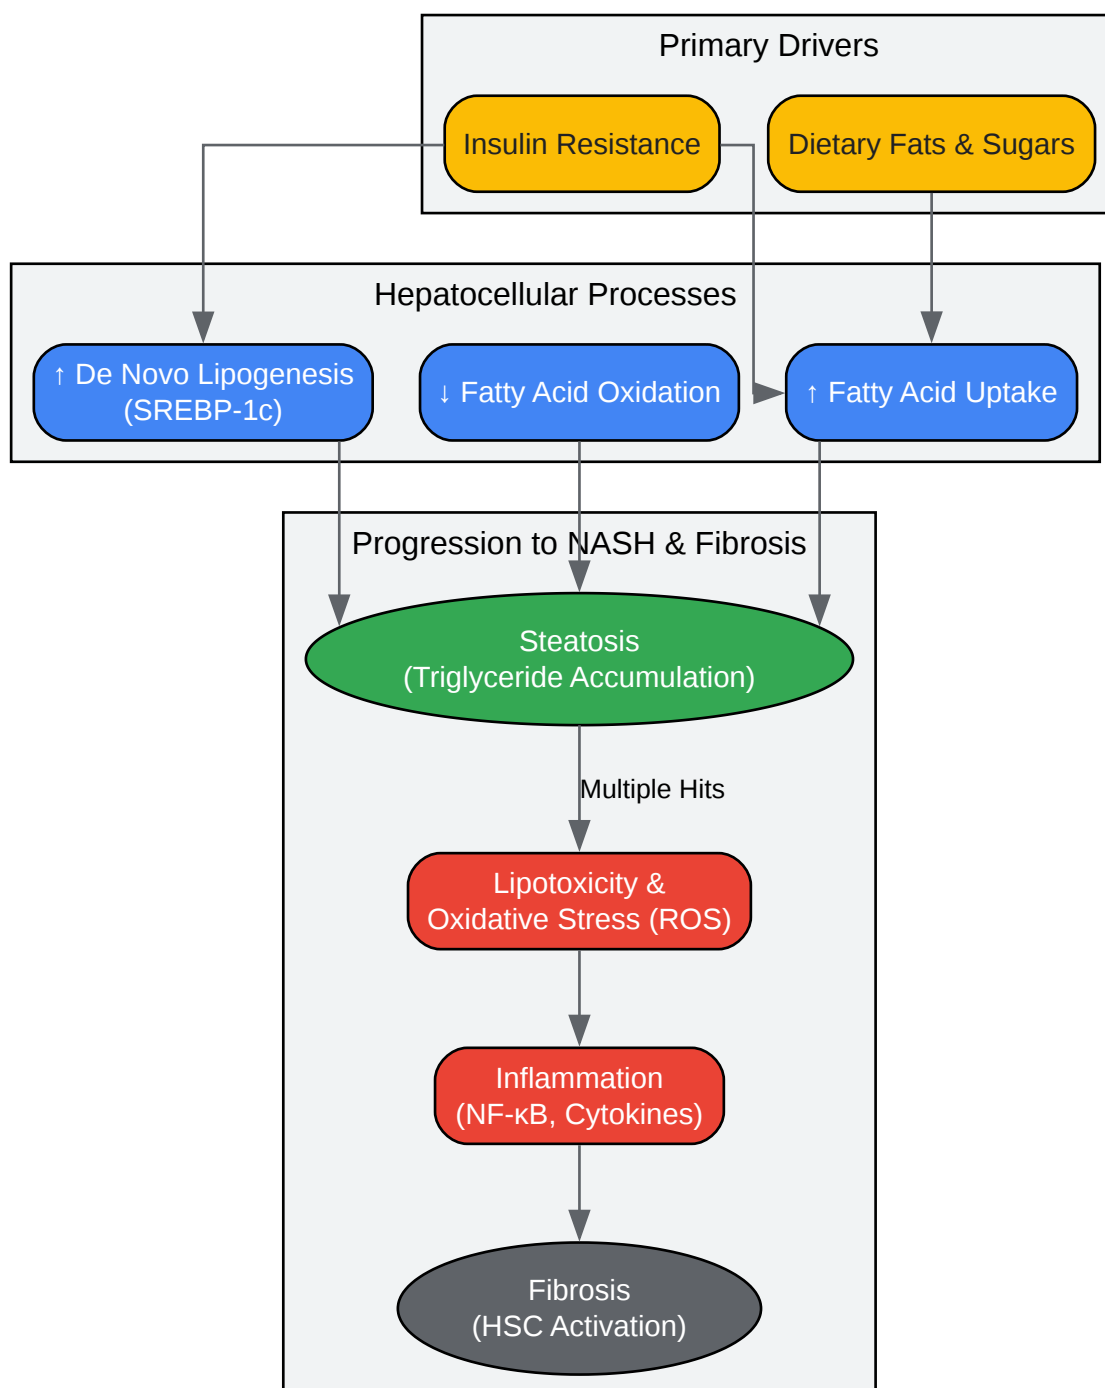 Primary Drivers
Insulin Resistance
Dietary Fats & Sugars
Hepatocellular Processes
↑ De Novo Lipogenesis
(SREBP-1c)
↓ Fatty Acid Oxidation
↑ Fatty Acid Uptake
Progression to NASH & Fibrosis
Steatosis
(Triglyceride Accumulation)
Multiple Hits
Lipotoxicity &
Oxidative Stress (ROS)
Inflammation
(NF-κB, Cytokines)
Fibrosis
(HSC Activation)